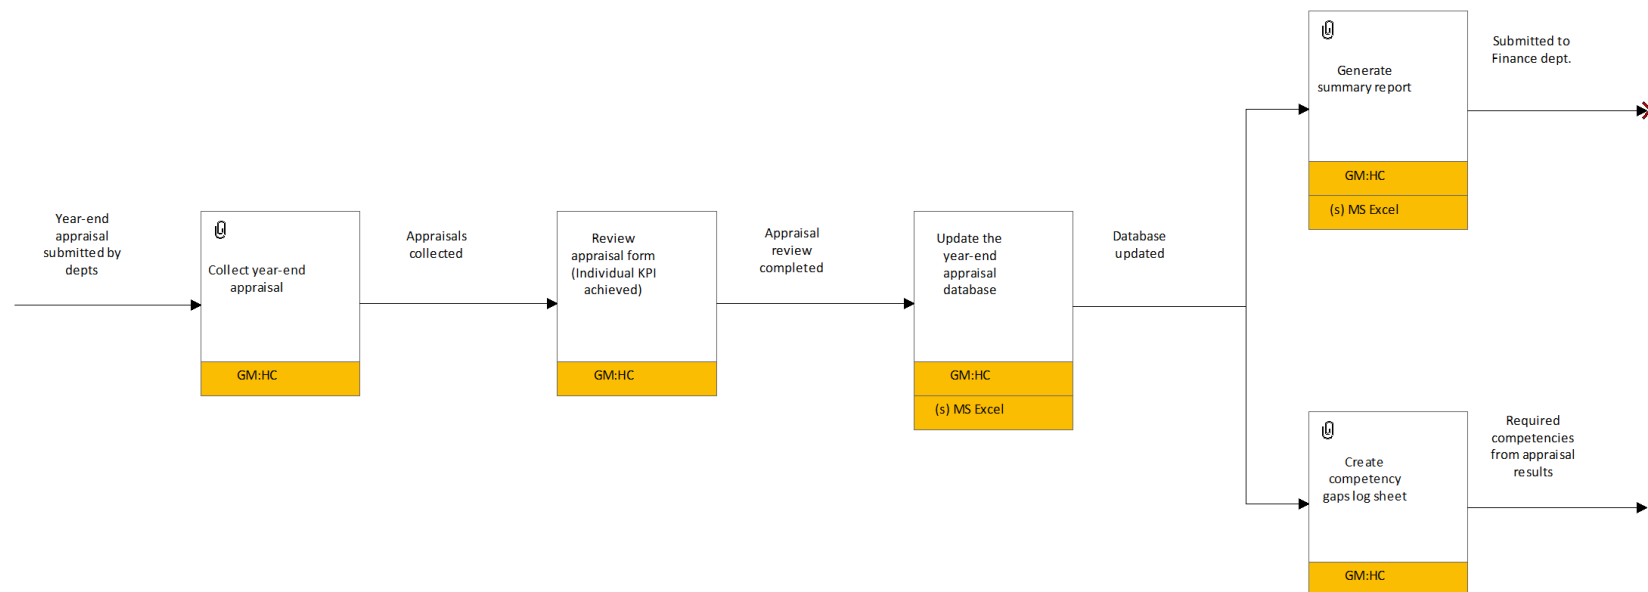 Year-end
appraisal
submitted by
depts
Collect year-end
appraisal
GM:HC
Appraisals
collected
Review
appraisal form
(Individual KPI
achieved)
GM:HC
Appraisal
review
completed
Update the
year-end
appraisal
database
GM:HC
(s) MS Excel
Database
updated
Generate
summary report
GM:HC
(s) MS Excel
Submitted to
Finance dept.
Create
competency
gaps log sheet
GM:HC
Required
competencies
from appraisal
results